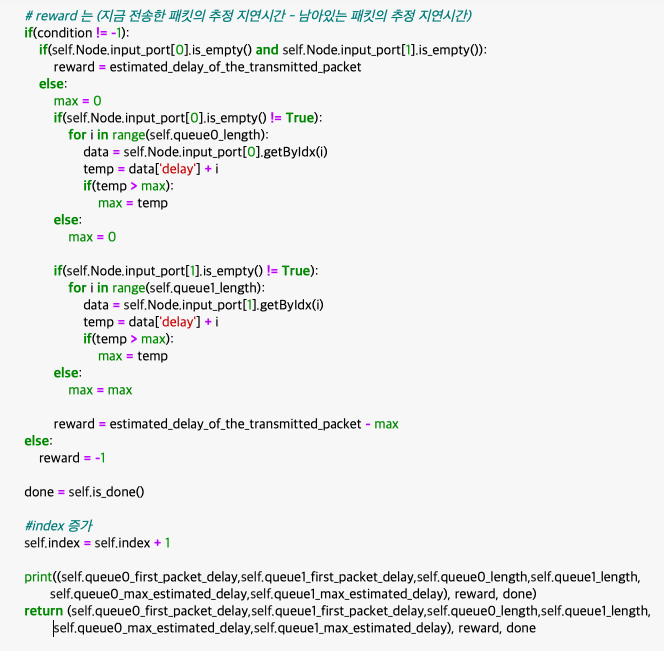 # reward 는 (지금 전송한 패킷의 추정 지연시간 - 남아있는 패킷의 추정 지연시간)
if(condition != -1):
if(self.Node.input_port[0].is_empty() and self.Node.input_port[1].is_empty()):
reward = estimated_delay_of_the_transmitted_packet
else:
max = 0
if(self.Node.input_port[0].is_empty() != True):
for i in range(self.queue0_length):
data = self.Node.input_port[0].getByIdx(i)
temp = data['delay'] + i
if(temp > max):
max = temp
else:
max = 0
if(self.Node.input_port[1].is_empty() != True):
for i in range(self.queue1_length):
data = self.Node.input_port[1].getByIdx(i)
temp = data['delay'] + i
if(temp > max):
max = temp
else:
max = max
reward = estimated_delay_of_the_transmitted_packet - max
else:
reward = -1
done = self.is_done()
#index 증가
self.index = self.index + 1
print((self.queue0_first_packet_delay,self.queue1_first_packet_delay,self.queue0_length,self.queue1_length,
self.queue0_max_estimated_delay,self.queue1_max_estimated_delay), reward, done)
return (self.queue0_first_packet_delay,self.queue1_first_packet_delay,self.queue0_length,self.queue1_length,
self.queue0_max_estimated_delay,self.queue1_max_estimated_delay), reward, done